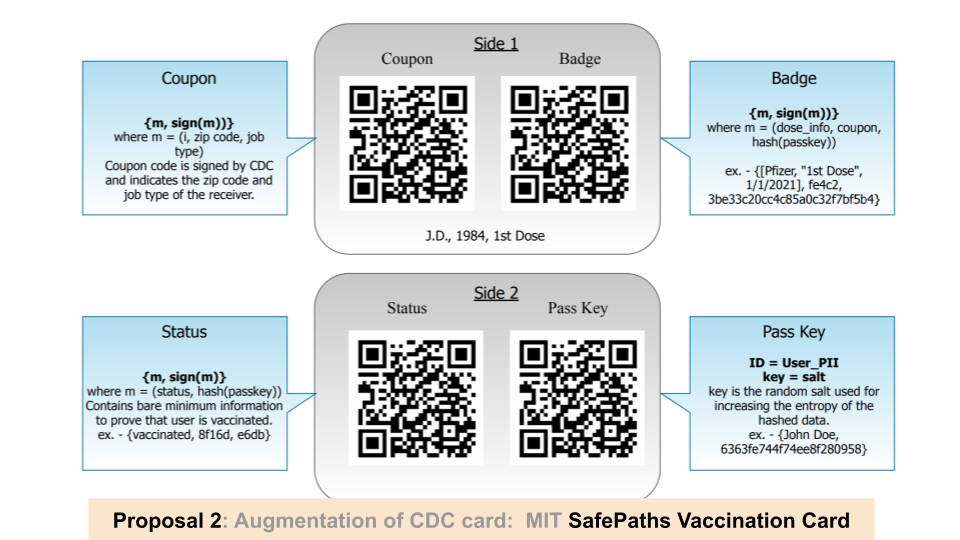 Side 1
Coupon
Badge
J.D., 1984, 1st Dose
Coupon
{m, sign(m))}
where m = (i, zip code, job
type)
Coupon code is signed by CDC
and indicates the zip code and
job type of the receiver.
Badge
{m, sign(m))}
where m = (dose_info, coupon,
hash(passkey))
ex. - {[Pfizer, "1st Dose",
1/1/2021], fe4c2,
3be33c20cc4c85a0c32f7bf5b4}
Side 2
Status
Pass Key
Status
{m, sign(m)}
where m = (status, hash(passkey))
Contains bare minimum information
to prove that user is vaccinated.
ex. - {vaccinated, 8f16d, e6db}
Pass Key
ID = User_PII
key = salt
key is the random salt used for
increasing the entropy of the
hashed data.
ex. - {John Doe,
6363fe744f74ee8f280958}
Proposal 2: Augmentation of CDC card: MIT SafePaths Vaccination Card